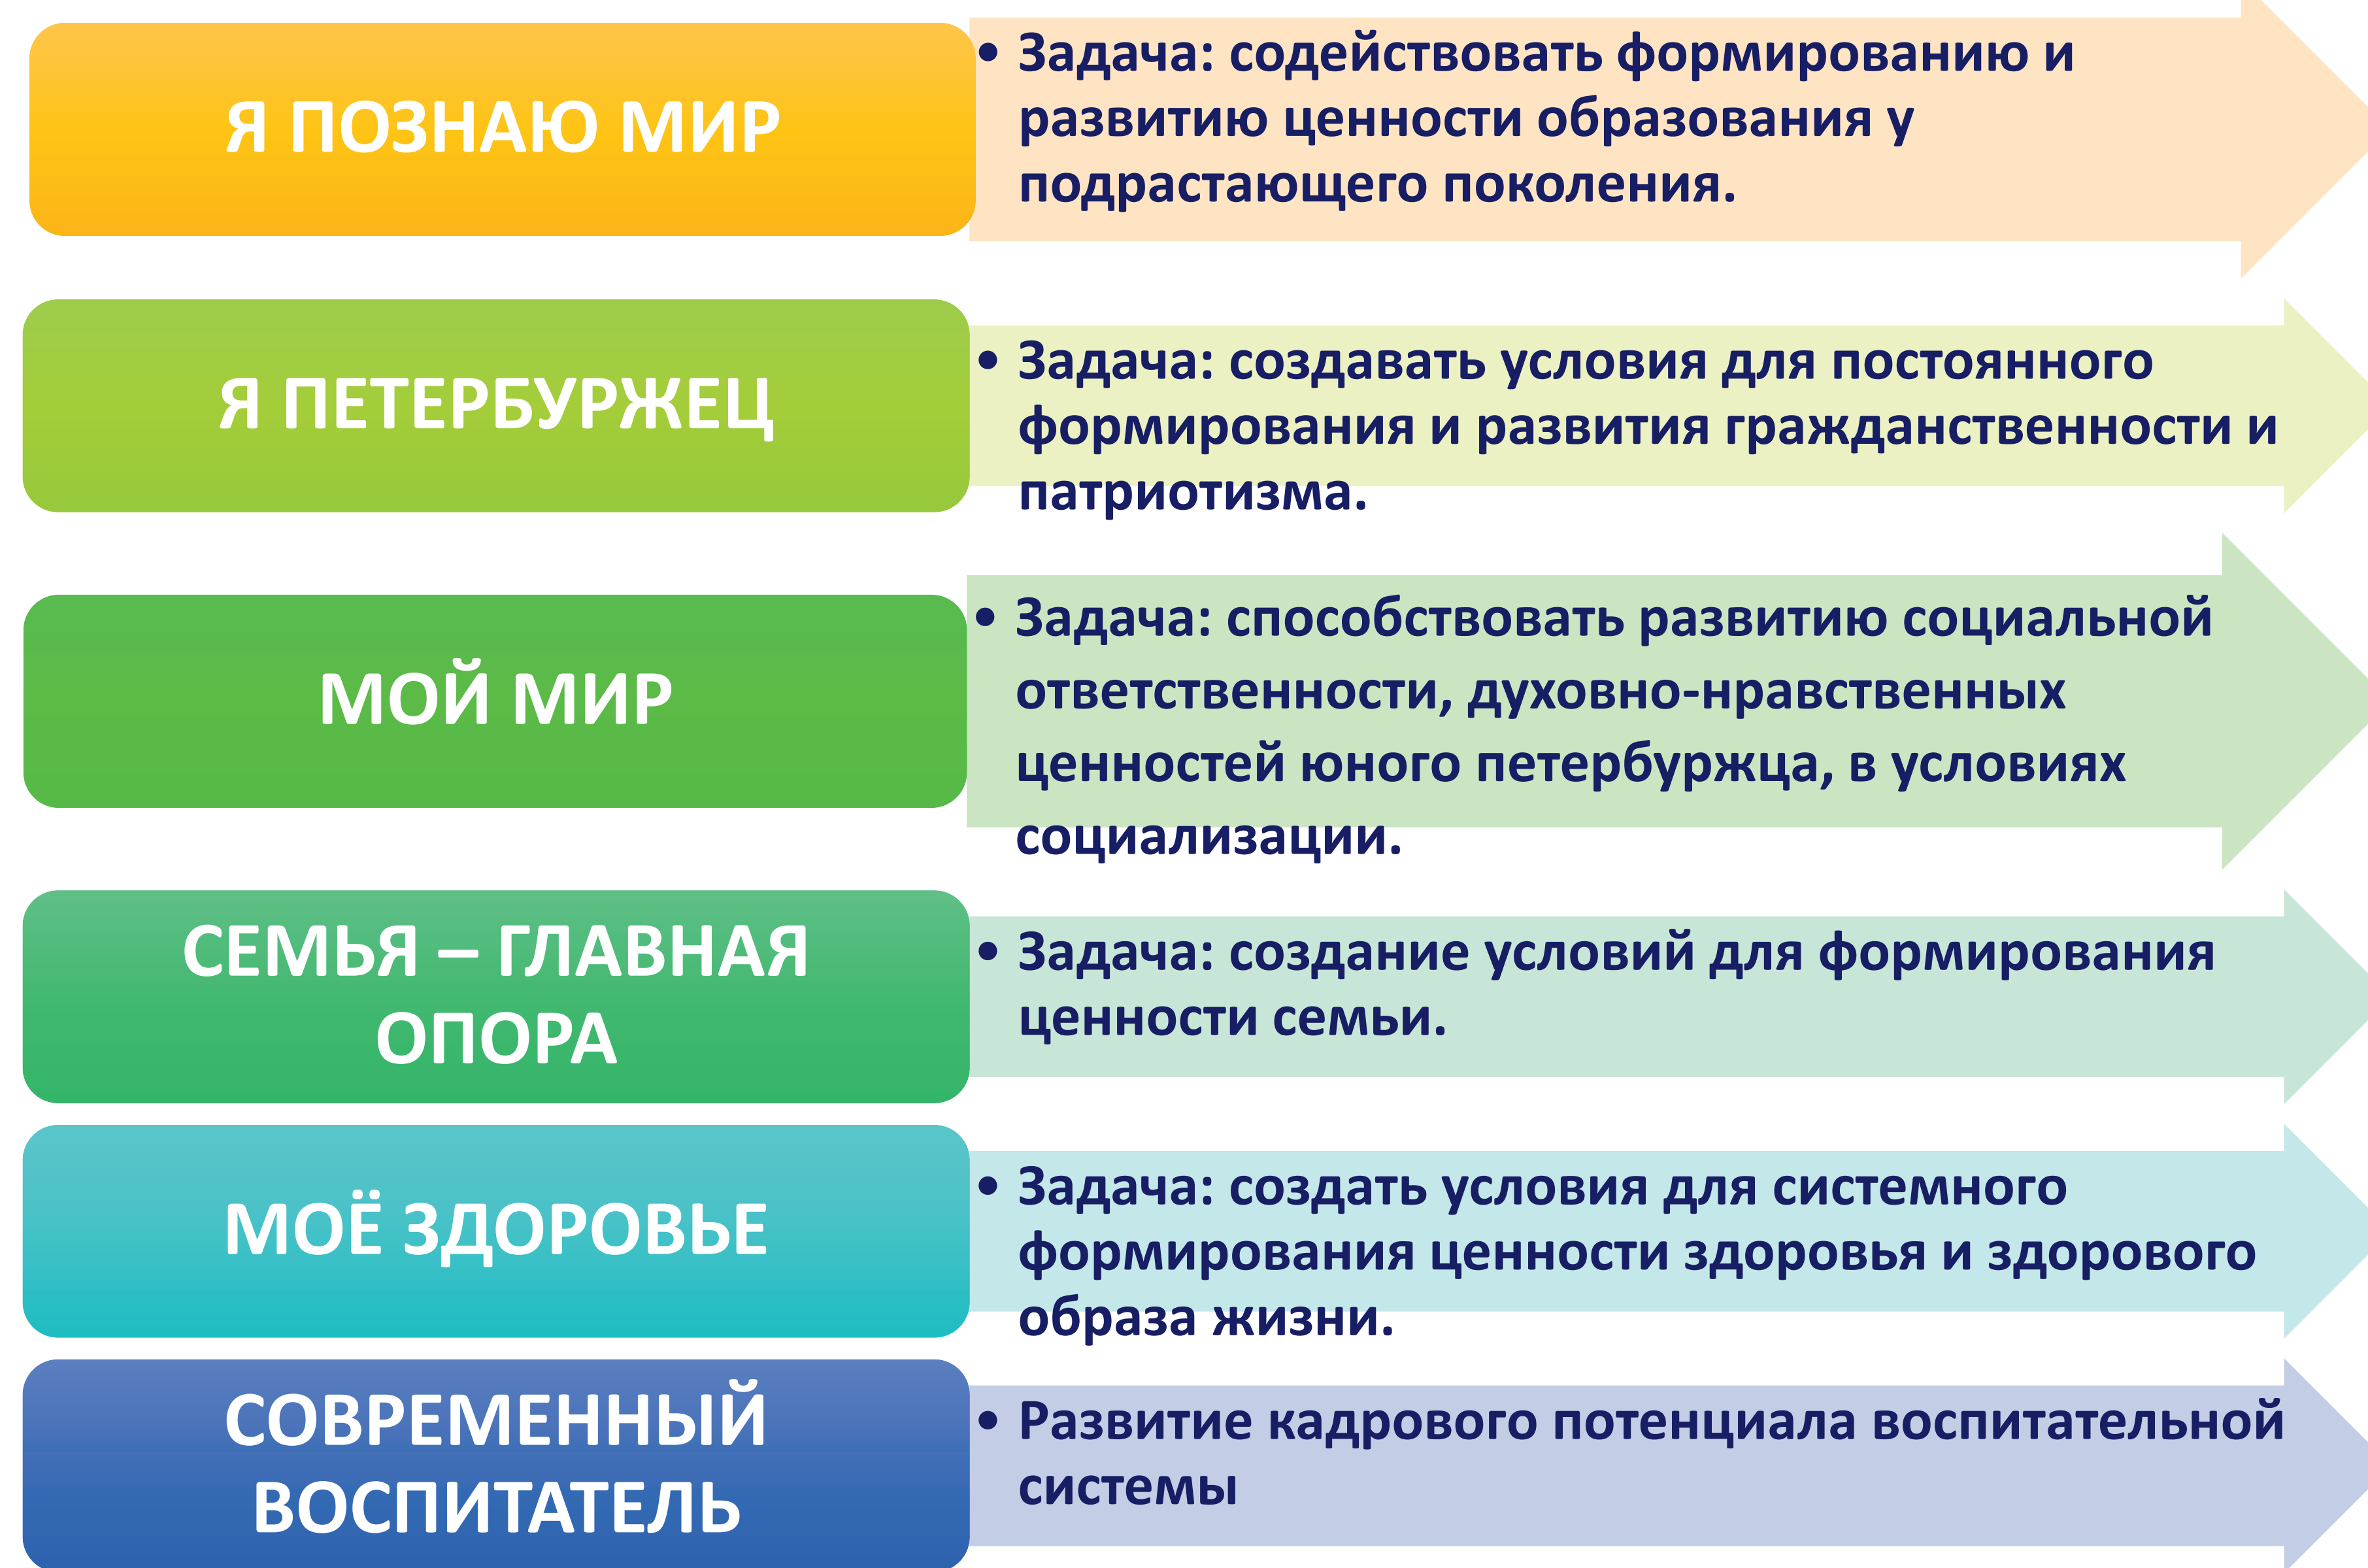 Я ПОЗНАЮ МИР
• Задача: содействовать формированию и
развитию ценности образования у
подрастающего поколения.
Я ПЕТЕРБУРЖЕЦ
• Задача: создавать условия для постоянного
формирования и развития гражданственности и
патриотизма.
МОЙ МИР
• Задача: способствовать развитию социальной
ответственности, духовно-нравственных
ценностей юного петербуржца, в условиях
социализации.
СЕМЬЯ – ГЛАВНАЯ
ОПОРА
• Задача: создание условий для формирования
ценности семьи.
МОЁ ЗДОРОВЬЕ
• Задача: создать условия для системного
формирования ценности здоровья и здорового
образа жизни.
СОВРЕМЕННЫЙ
ВОСПИТАТЕЛЬ
• Развитие кадрового потенциала воспитательной
системы